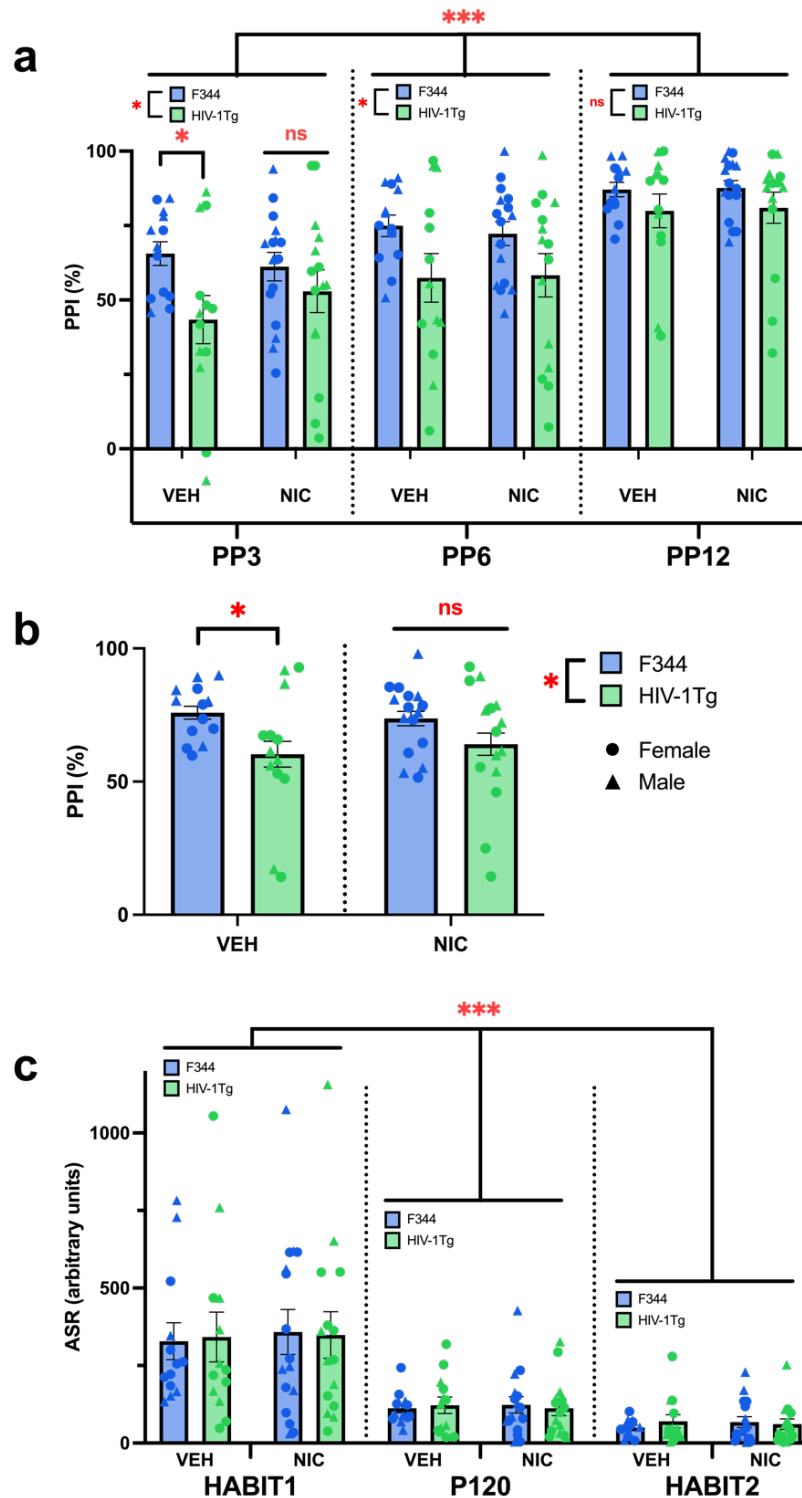 ***
a
F344
HIV-1Tg
*
F344
HIV-1Tg
*
F344
HIV-1Tg
ns
*
ns
100
50
0
PPI (%)
VEH
NIC
VEH
NIC
VEH
NIC
PP3
PP6
PP12
b
*
ns
100
50
0
PPI (%)
VEH
NIC
*
F344
HIV-1Tg
Female
Male
***
c
F344
HIV-1Tg
F344
HIV-1Tg
F344
HIV-1Tg
1000
500
0
ASR (arbitrary units)
VEH
NIC
VEH
NIC
VEH
NIC
HABIT1
P120
HABIT2